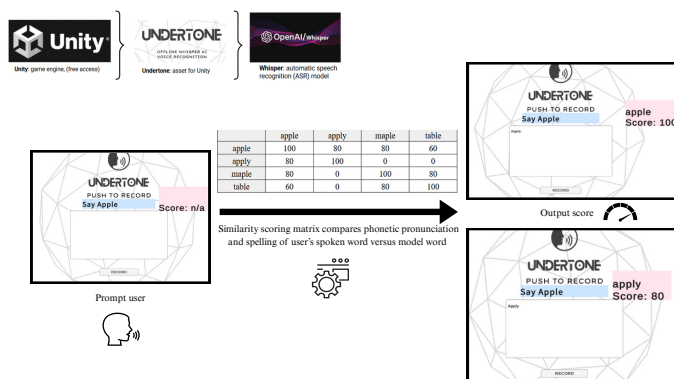 Unity
UNDERTONE
OFFLINE WHISPER AI
VOICE RECOGNITION
OpenAI/Whisper
Unity: game engine, (free access)
Undertone: asset for Unity
Whisper: automatic speech
recognition (ASR) model
UNDERTONE
PUSH TO RECORD
Say Apple
Score: n/a
RECORD
Prompt user
apple apply maple table
apple 100 80 80 60
apply 80 100 0 0
maple 80 0 100 80
table 60 0 80 100
Similarity scoring matrix compares phonetic pronunciation
and spelling of user's spoken word versus model word
UNDERTONE
PUSH TO RECORD
Say Apple
apple
Score: 100
Apple.
RECORD
Output score
UNDERTONE
PUSH TO RECORD
Say Apple
apply
Score: 80
Apply.
RECORD